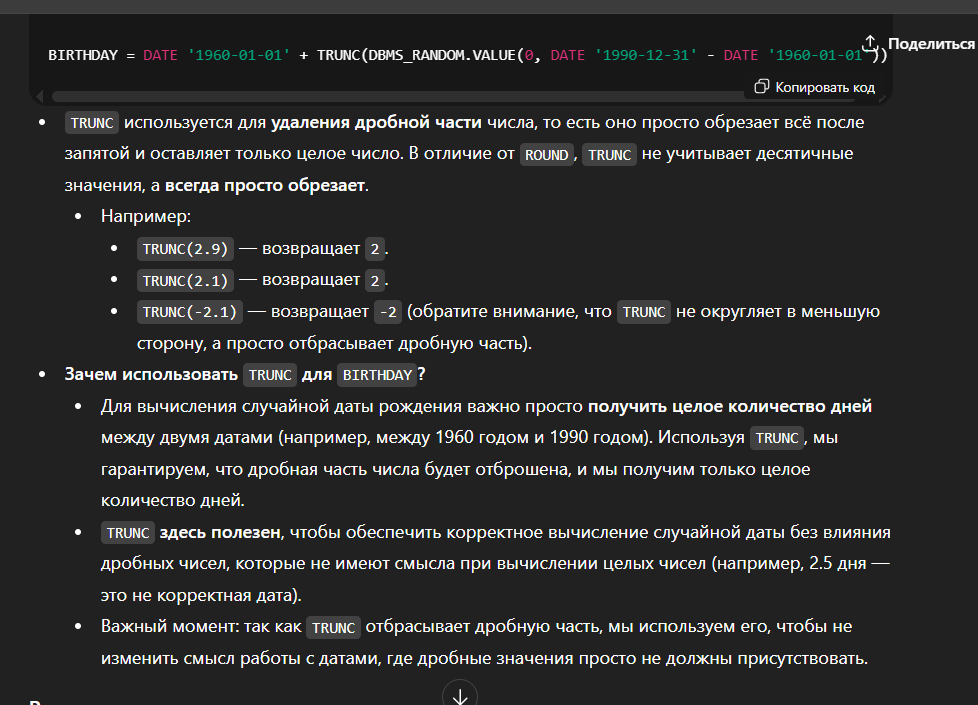 Поделиться
BIRTHDAY = DATE '1960-01-01' + TRUNC(DBMS_RANDOM.VALUE(0, DATE '1990-12-31' - DATE '1960-01-01'))
Копировать код
TRUNC используется для удаления дробной части числа, то есть оно просто обрезает всё после
запятой и оставляет только целое число. В отличие от ROUND, TRUNC не учитывает десятичные
значения, а всегда просто обрезает.
Например:
TRUNC(2.9) — возвращает 2.
TRUNC(2.1) — возвращает 2.
TRUNC(-2.1) — возвращает -2 (обратите внимание, что TRUNC не округляет в меньшую
сторону, а просто отбрасывает дробную часть).
Зачем использовать TRUNC для BIRTHDAY?
Для вычисления случайной даты рождения важно просто получить целое количество дней
между двумя датами (например, между 1960 годом и 1990 годом). Используя TRUNC, мы
гарантируем, что дробная часть числа будет отброшена, и мы получим только целое
количество дней.
TRUNC здесь полезен, чтобы обеспечить корректное вычисление случайной даты без влияния
дробных чисел, которые не имеют смысла при вычислении целых чисел (например, 2.5 дня —
это не корректная дата).
Важный момент: так как TRUNC отбрасывает дробную часть, мы используем его, чтобы не
изменить смысл работы с датами, где дробные значения просто не должны присутствовать.